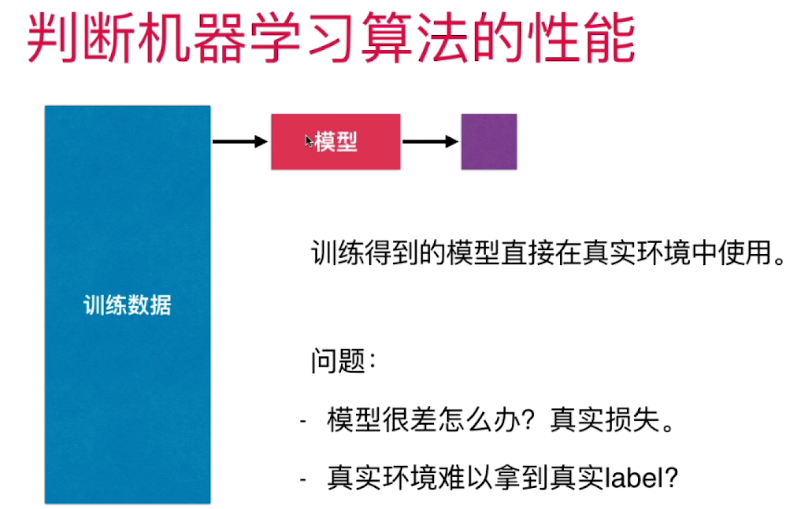 判断机器学习算法的性能
模型
训练得到的模型直接在真实环境中使用。
训练数据
问题：
- 模型很差怎么办？真实损失。
- 真实环境难以拿到真实label？